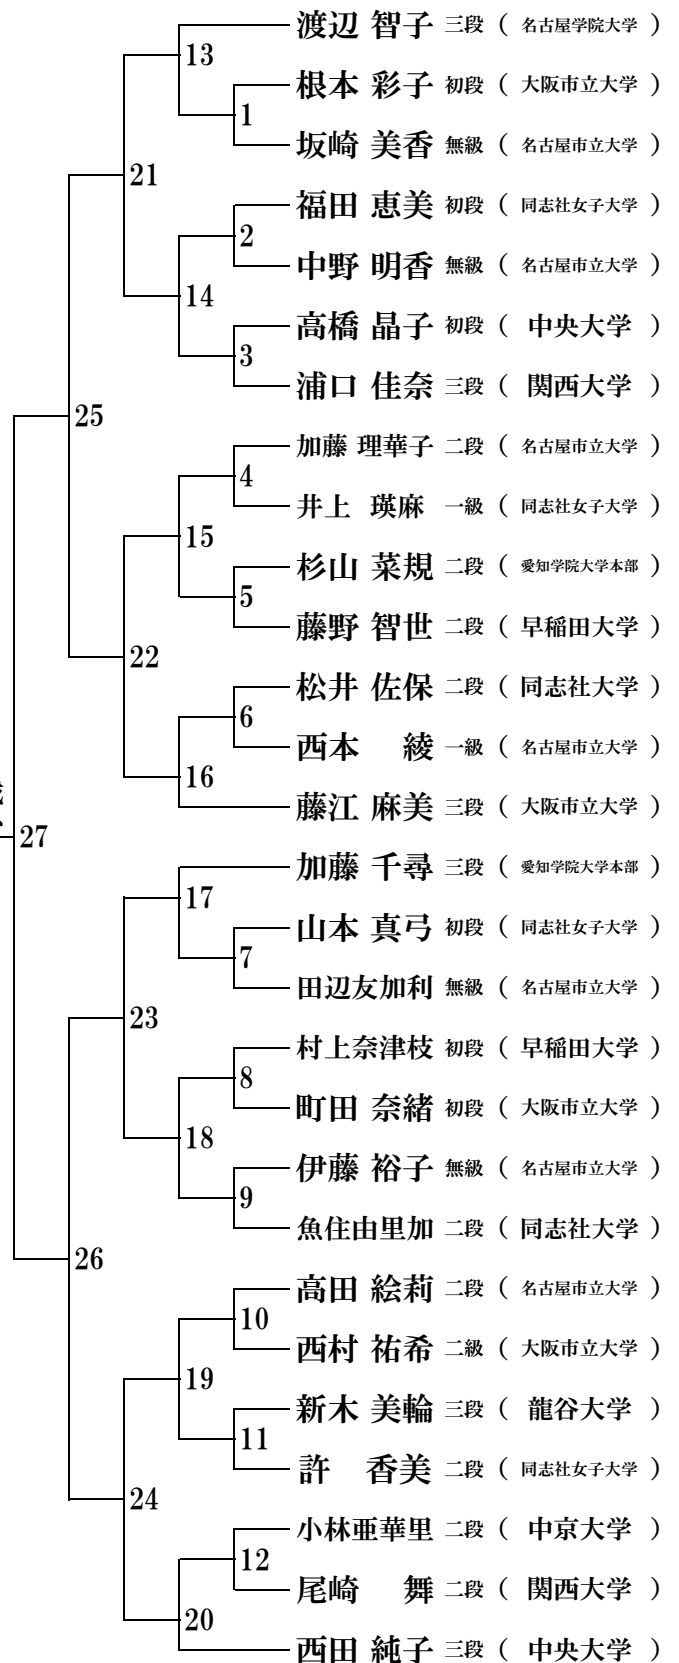 渡辺 智子 三段 ( 名古屋学院大学 )
13
根本 彩子 初段 ( 大阪市立大学 )
1
坂崎 美香 無級 ( 名古屋市立大学 )
21
福田 恵美 初段 ( 同志社女子大学 )
2
中野 明香 無級 ( 名古屋市立大学 )
14
高橋 晶子 初段 ( 中央大学 )
3
浦口 佳奈 三段 ( 関西大学 )
25
加藤 理華子 二段 ( 名古屋市立大学 )
4
井上 瑛麻 一級 ( 同志社女子大学 )
15
杉山 菜規 二段 ( 愛知学院大学本部 )
5
藤野 智世 二段 ( 早稲田大学 )
22
松井 佐保 二段 ( 同志社大学 )
6
西本 綾 一級 ( 名古屋市立大学 )
16
藤江 麻美 三段 ( 大阪市立大学 )
27
加藤 千尋 三段 ( 愛知学院大学本部 )
17
山本 真弓 初段 ( 同志社女子大学 )
7
田辺友加利 無級 ( 名古屋市立大学 )
23
村上奈津枝 初段 ( 早稲田大学 )
8
町田 奈緒 初段 ( 大阪市立大学 )
18
伊藤 裕子 無級 ( 名古屋市立大学 )
9
魚住由里加 二段 ( 同志社大学 )
26
高田 絵莉 二段 ( 名古屋市立大学 )
10
西村 祐希 二級 ( 大阪市立大学 )
19
新木 美輪 三段 ( 龍谷大学 )
11
許 香美 二段 ( 同志社女子大学 )
24
小林亜華里 二段 ( 中京大学 )
12
尾崎 舞 二段 ( 関西大学 )
20
西田 純子 三段 ( 中央大学 )